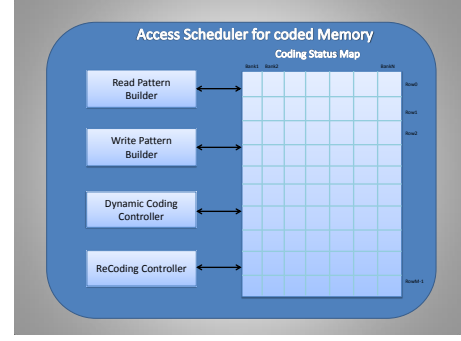 Access Scheduler for coded Memory
Coding Status Map
Bank1 Bank2 BankN
Read Pattern
Builder
Row0
Row1
Write Pattern
Builder
Row2
Dynamic Coding
Controller
ReCoding Controller
RowM-1